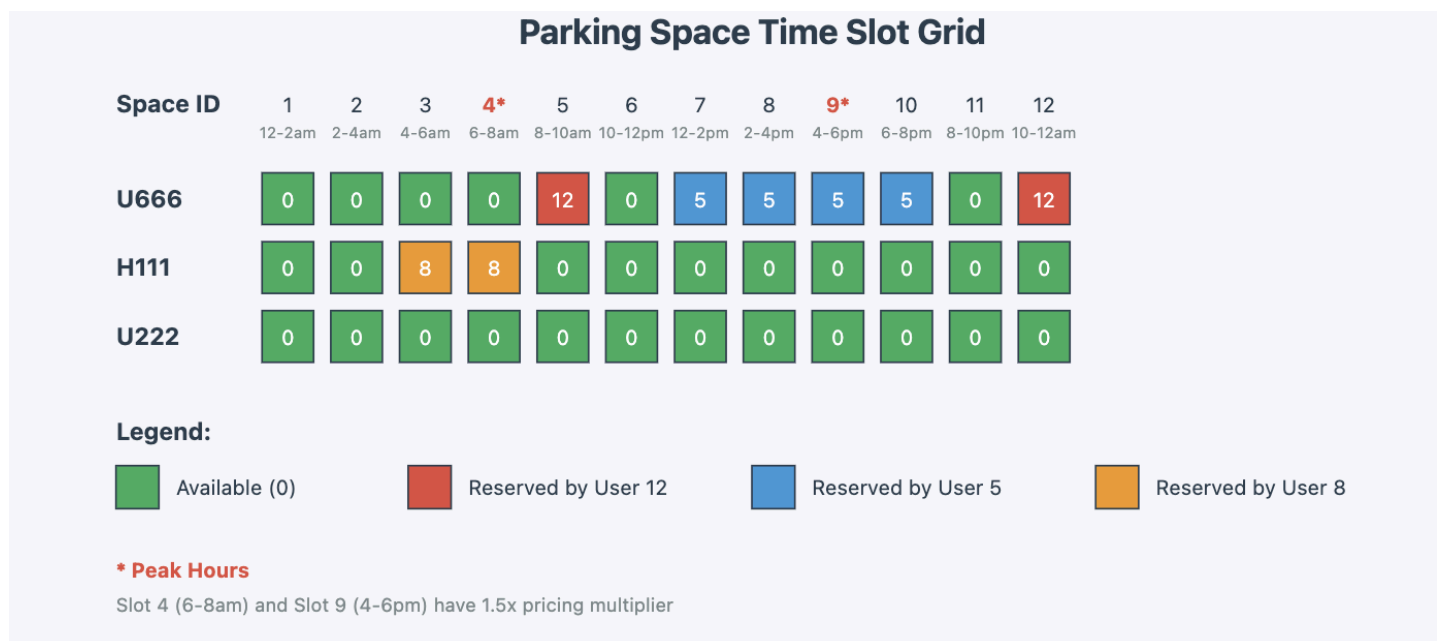 Parking Space Time Slot Grid
Space ID 1 2 3 4* 5 6 7 8 9* 10 11 12
12-2am 2-4am 4-6am 6-8am 8-10am 10-12pm 12-2pm 2-4pm 4-6pm 6-8pm 8-10pm 10-12am
U666 0 0 0 0 12 0 5 5 5 5 0 12
H111 0 0 8 8 0 0 0 0 0 0 0 0
U222 0 0 0 0 0 0 0 0 0 0 0 0
Legend:
Available (0) Reserved by User 12 Reserved by User 5 Reserved by User 8
* Peak Hours
Slot 4 (6-8am) and Slot 9 (4-6pm) have 1.5x pricing multiplier